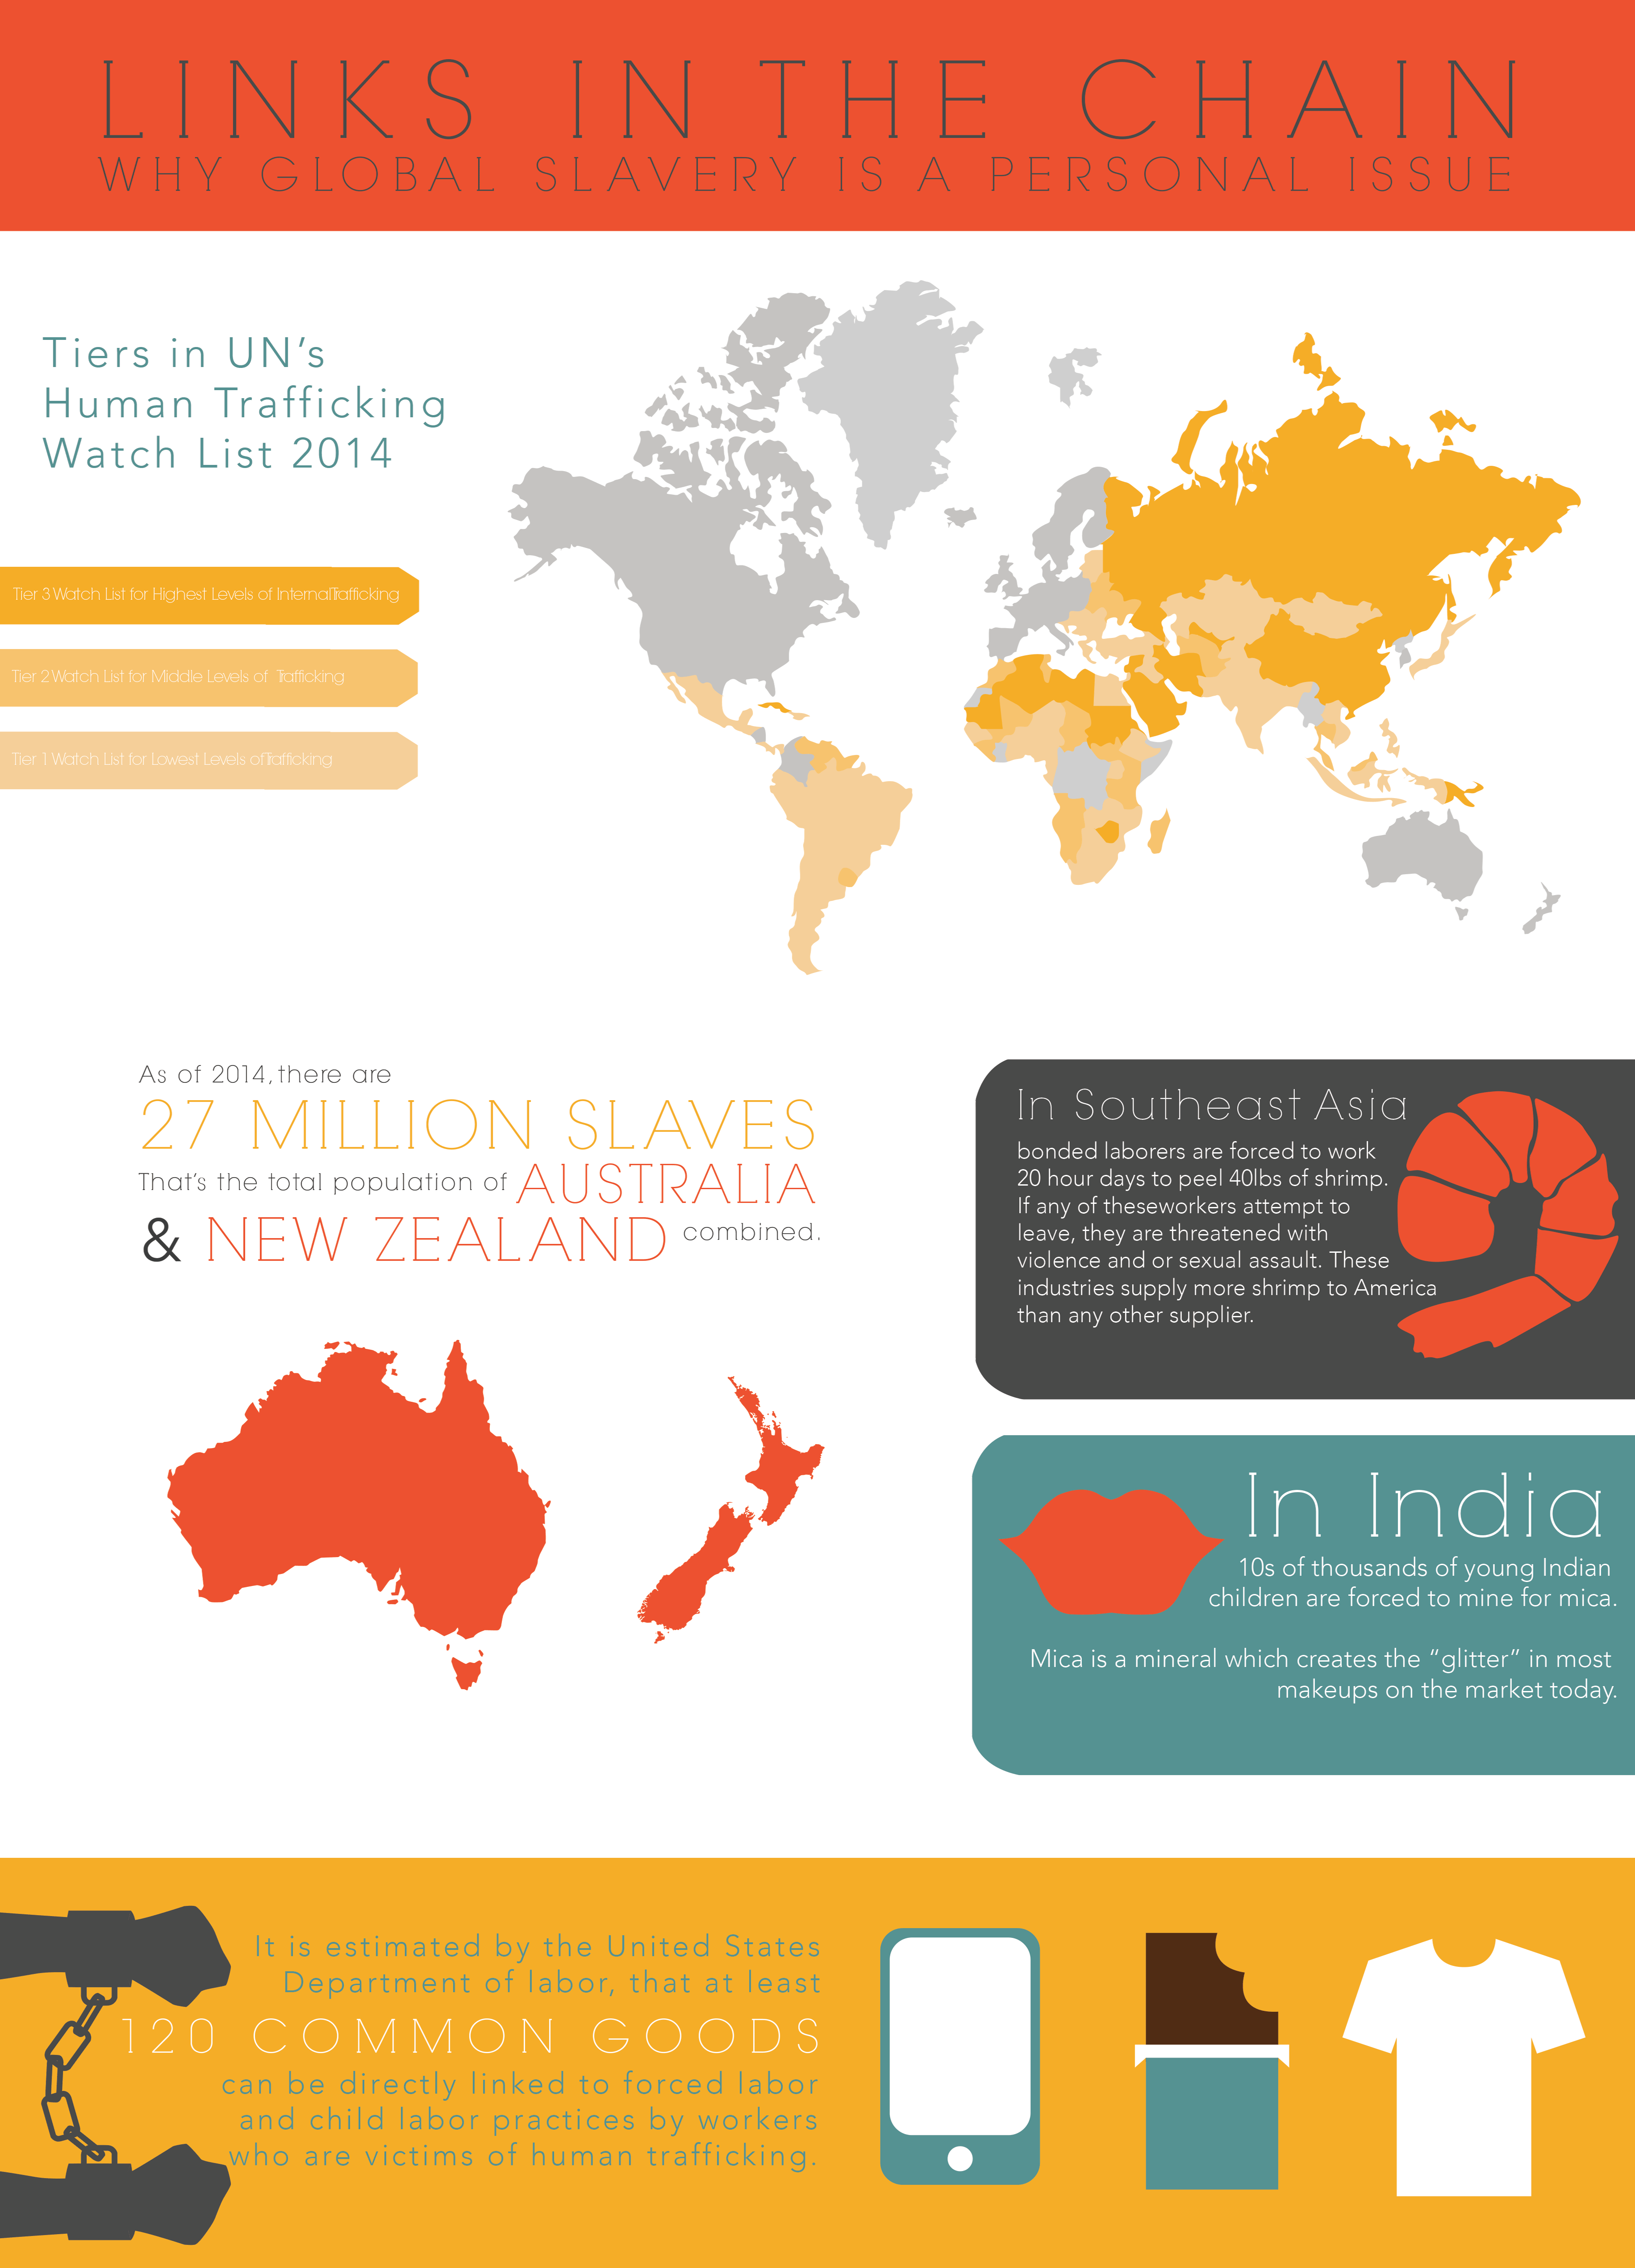 LINKS IN THE CHAIN
WHY GLOBAL SLAVERY IS A PERSONAL ISSUE
Tiers in UN's
Human Trafficking
Watch List 2014
Tier 3 Watch List for Highest Levels of InternalTrafficking
Tier 2 Watch List for Middle Levels of Trafficking
Tier 1 Watch List for Lowest Levels ofTrafficking
As of 2014, there are
27 MILLION SLAVES
That's the total population of AUSTRALIA
& NEW ZEALAND combined.
In Southeast Asia
bonded laborers are forced to work
20 hour days to peel 40lbs of shrimp.
If any of theseworkers attempt to
leave, they are threatened with
violence and or sexual assault. These
industries supply more shrimp to America
than any other supplier.
In India
10s of thousands of young Indian
children are forced to mine for mica.
Mica is a mineral which creates the “glitter” in most
makeups on the market today.
It is estimated by the United States
Department of labor, that at least
120 COMMON GOODS
can be directly linked to forced labor
and child labor practices by workers
who are victims of human trafficking.